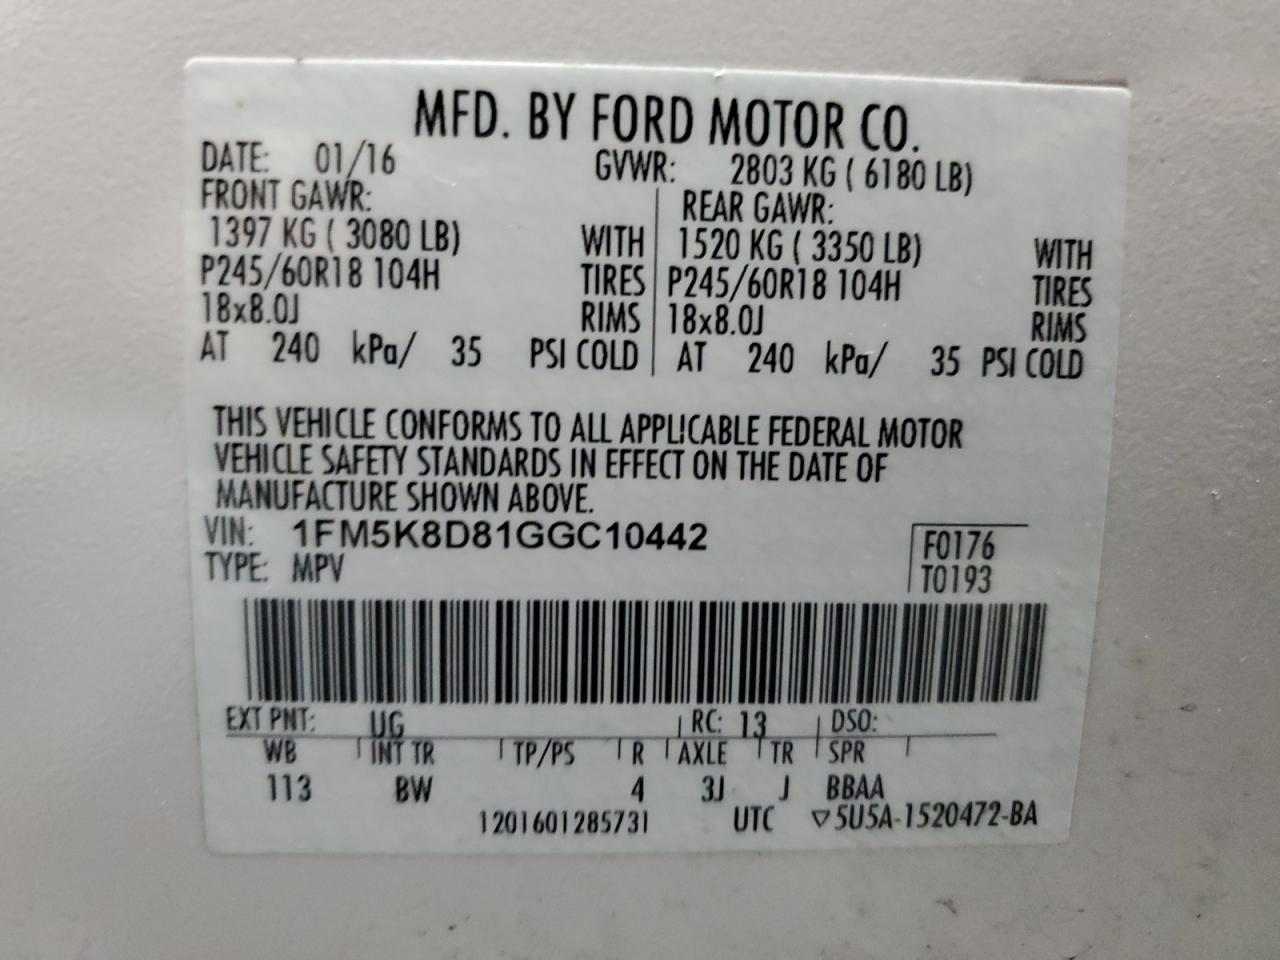 MFD. BY FORD MOTOR CO.
DATE: 01/16 GVWR: 2803 KG ( 6180 LB)
FRONT GAWR: REAR GAWR:
1397 KG ( 3080 LB) WITH 1520 KG ( 3350 LB) WITH
P245/60R18 104H TIRES P245/60R18 104H TIRES
18x8.0J RIMS 18x8.0J RIMS
AT 240 kPa/ 35 PSI COLD AT 240 kPa/ 35 PSI COLD
THIS VEHICLE CONFORMS TO ALL APPLICABLE FEDERAL MOTOR
VEHICLE SAFETY STANDARDS IN EFFECT ON THE DATE OF
MANUFACTURE SHOWN ABOVE.
VIN: 1FM5K8D81GGC10442 F0176
TYPE: MPV T0193
EXT PNT: UG RC: 13 DSO:
WB INT TR TP/PS R AXLE TR SPR
113 BW 4 3J J BBAA
1201601285731 UTC ▽5U5A-1520472-BA